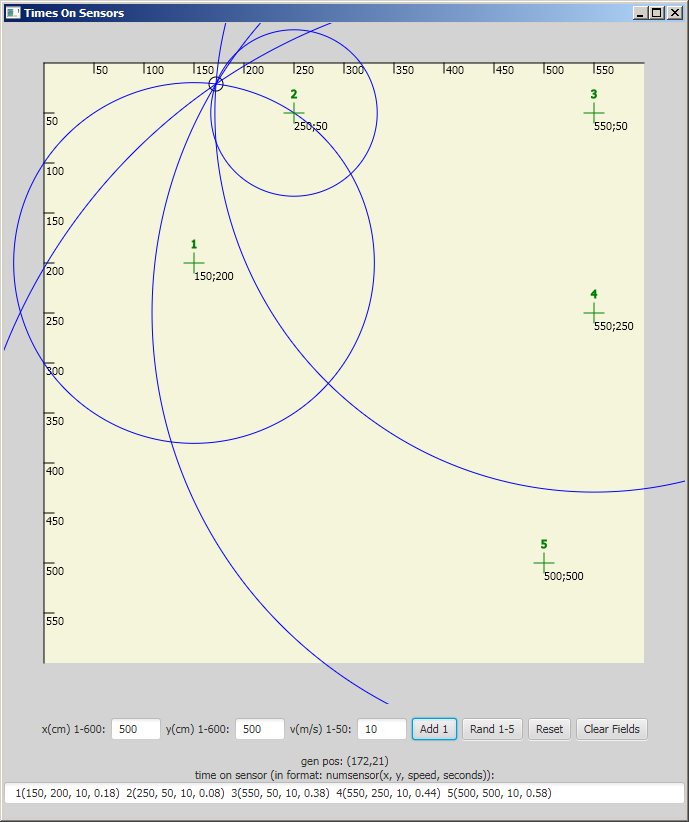 Times On Sensors
50 100 150 200 250 300 350 400 450 500 550
2 3
250;50 550;50
50
100
150
1
200 150;200
4
250 550;250
300
350
400
450
5
500 500;500
550
x(cm) 1-600: 500 y(cm) 1-600: 500 v(m/s) 1-50: 10 Add 1 Rand 1-5 Reset Clear Fields
gen pos: (172,21)
time on sensor (in format: numsensor(x, y, speed, seconds)):
1(150, 200, 10, 0.18) 2(250, 50, 10, 0.08) 3(550, 50, 10, 0.38) 4(550, 250, 10, 0.44) 5(500, 500, 10, 0.58)